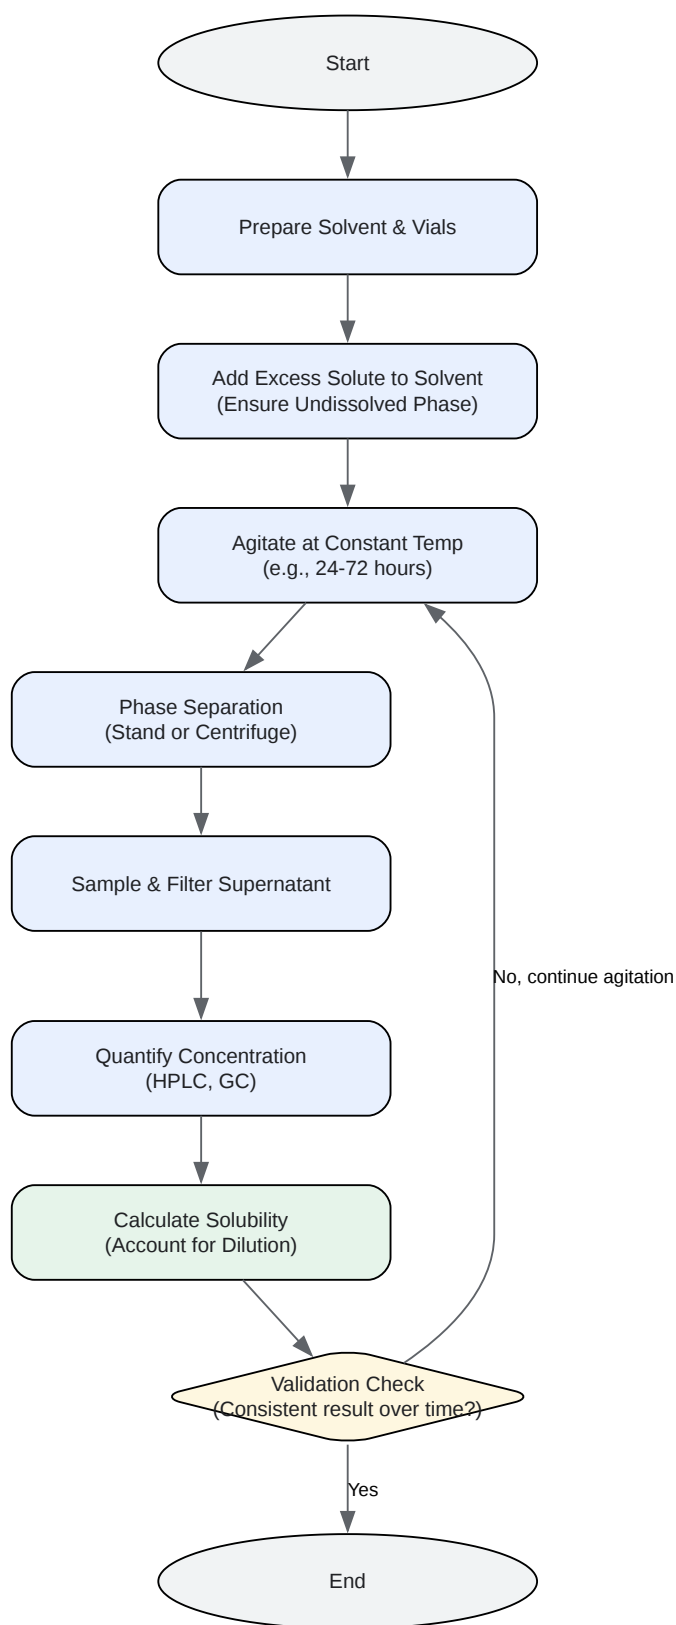 Start
Prepare Solvent & Vials
Add Excess Solute to Solvent
(Ensure Undissolved Phase)
Agitate at Constant Temp
(e.g., 24-72 hours)
Phase Separation
(Stand or Centrifuge)
Sample & Filter Supernatant
No, continue agitation
Quantify Concentration
(HPLC, GC)
Calculate Solubility
(Account for Dilution)
Validation Check
(Consistent result over time?)
Yes
End